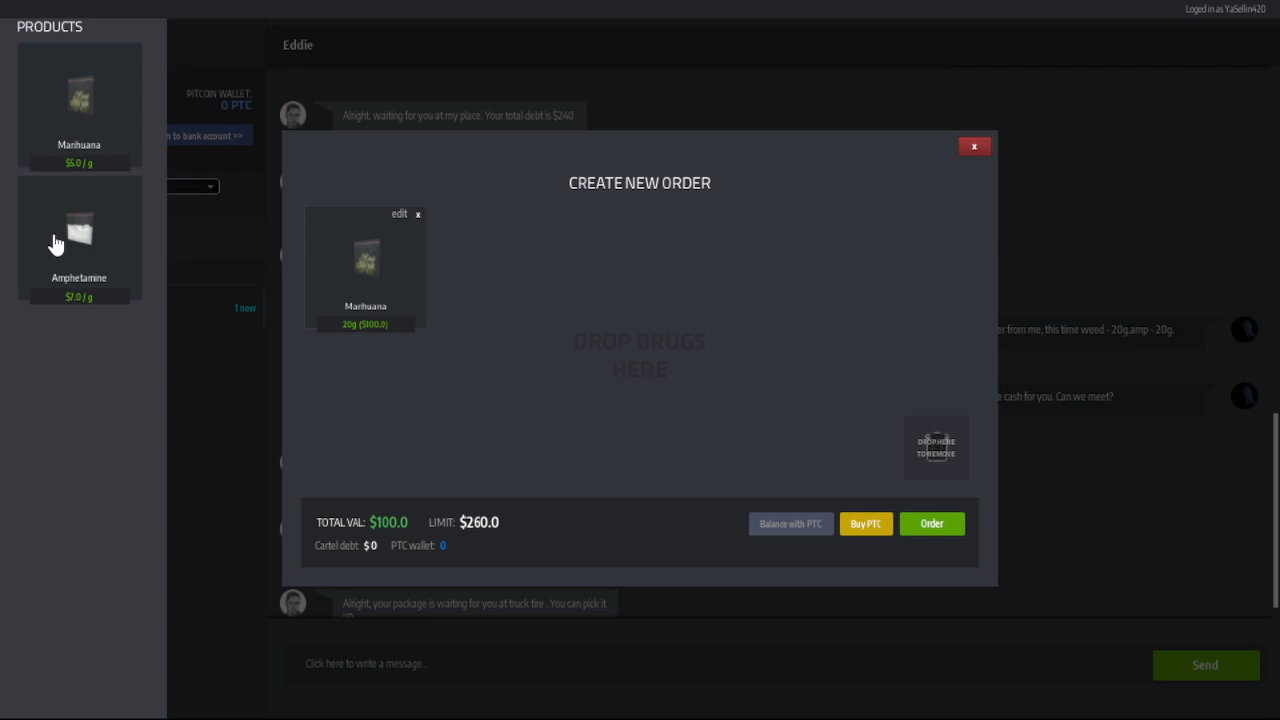 Loged in as YaSellin420
PRODUCTS
Marihuana
$5.0 / g
Amphetamine
$7.0 / g
PITCOIN WALLET:
0 PTC
to bank account >>
1 new
Eddie
Alright, waiting for you at my place. Your total debt is $240
from me, this time weed - 20g.amp - 20g.
cash for you. Can we meet?
CREATE NEW ORDER
x
edit x
Marihuana
20g ($100.0)
DROP DRUGS
HERE
DROP HERE
TO REMOVE
TOTAL VAL: $100.0 LIMIT: $260.0
Cartel debt: $ 0 PTC wallet: 0
Balance with PTC
Buy PTC
Order
Alright, your package is waiting for you at truck tire . You can pick it
Click here to write a message...
Send